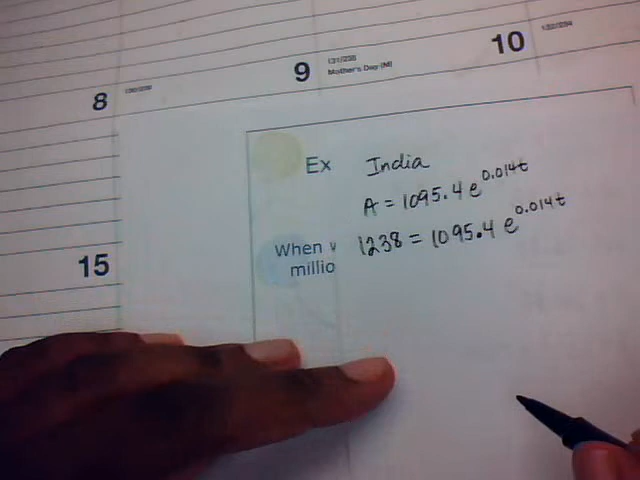 8
9
Mother's Day (M)
10
15
Ex India
A = 1095.4 e^0.014t
When
millio
1238 = 1095.4 e^0.014t